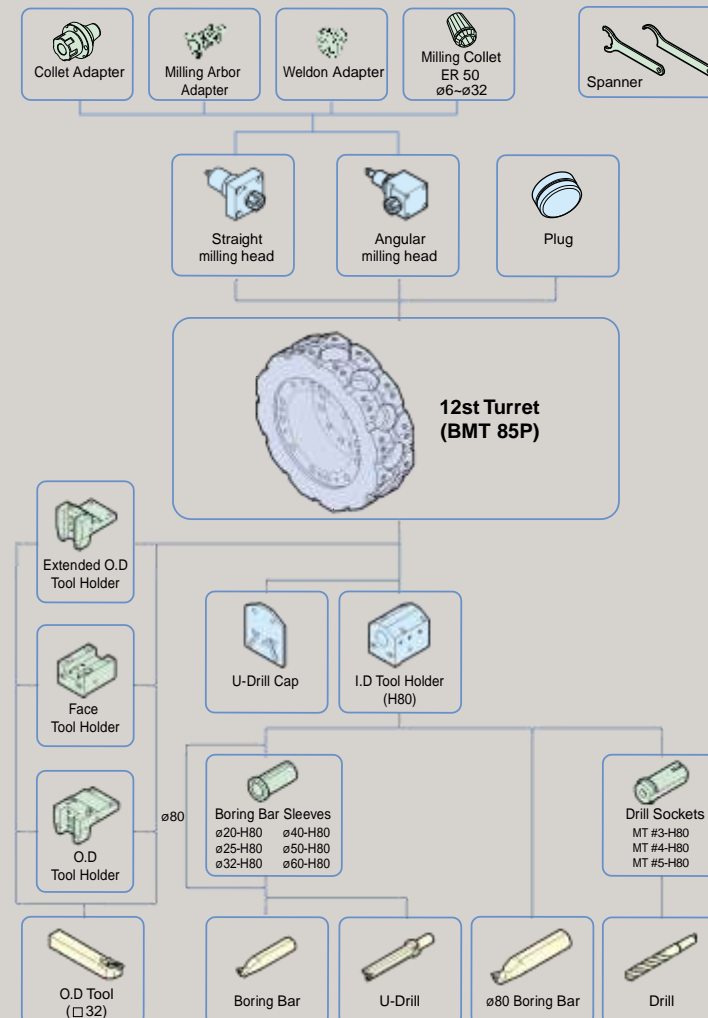 Collet Adapter
Milling Arbor
Adapter
Weldon Adapter
Milling Collet
ER 50
ø6~ø32
Spanner
Straight
milling head
Angular
milling head
Plug
12st Turret
(BMT 85P)
Extended O.D
Tool Holder
U-Drill Cap
I.D Tool Holder
(H80)
Face
Tool Holder
O.D
Tool Holder
ø80
Boring Bar Sleeves
ø20-H80 ø40-H80
ø25-H80 ø50-H80
ø32-H80 ø60-H80
Drill Sockets
MT #3-H80
MT #4-H80
MT #5-H80
O.D Tool
(□32)
Boring Bar
U-Drill
ø80 Boring Bar
Drill